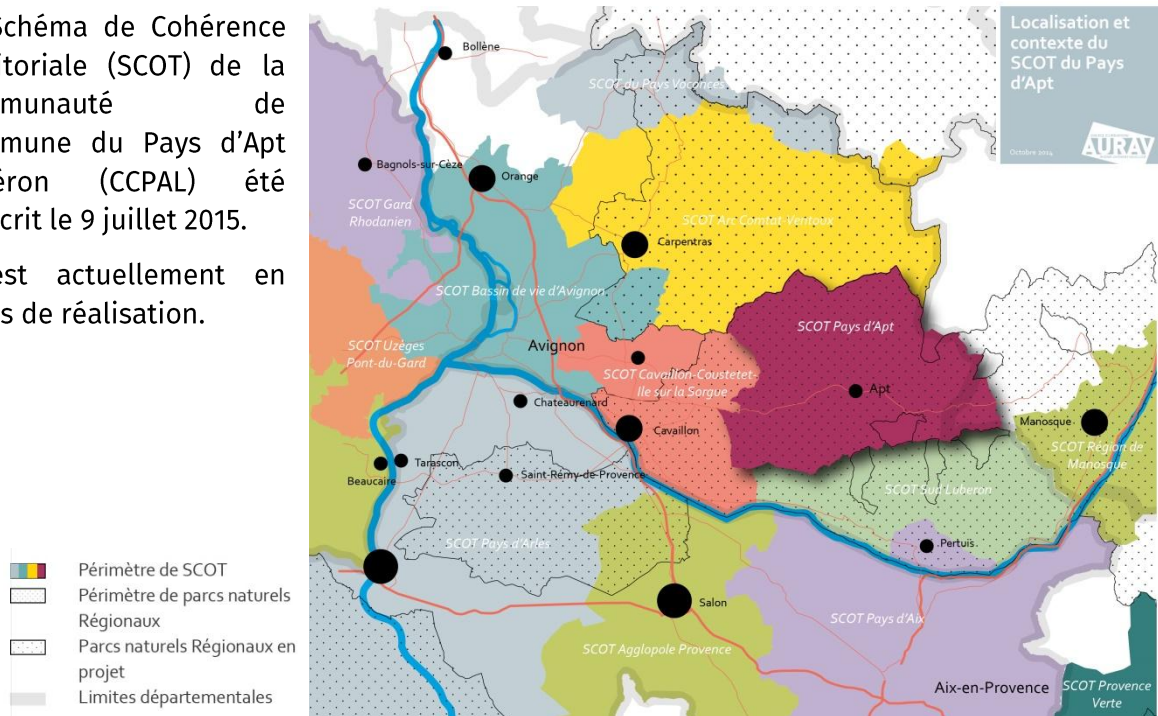 Schéma de Cohérence
itoriale (SCOT) de la
munauté de
mmune du Pays d’Apt
éron (CCPAL) été
crit le 9 juillet 2015.
est actuellement en
s de réalisation.
Localisation et
contexte du
SCOT du Pays
d'Apt
Octobre 2014
AURAV
Bollène
SCOT du Pays Voconces
Bagnols-sur-Cèze
Orange
SCOT Gard
Rhodanien
SCOT Arc Comtat-Ventoux
Carpentras
SCOT Bassin de vie d'Avignon
SCOT Pays d'Apt
SCOT Uzèges
Pont-du-Gard
Avignon
SCOT Cavaillon-Coustetet-
Ile sur la Sorgue
Apt
Chateaurenard
Cavaillon
Manosque
SCOT Région de
Manosque
Tarascon
Beaucaire
Saint-Rémy-de-Provence
SCOT Sud Luberon
SCOT Pays d'Arles
Pertuis
Salon
SCOT Pays d'Aix
SCOT Agglopole Provence
Aix-en-Provence
SCOT Provence
Verte
Périmètre de SCOT
Périmètre de parcs naturels
Régionaux
Parcs naturels Régionaux en
projet
Limites départementales